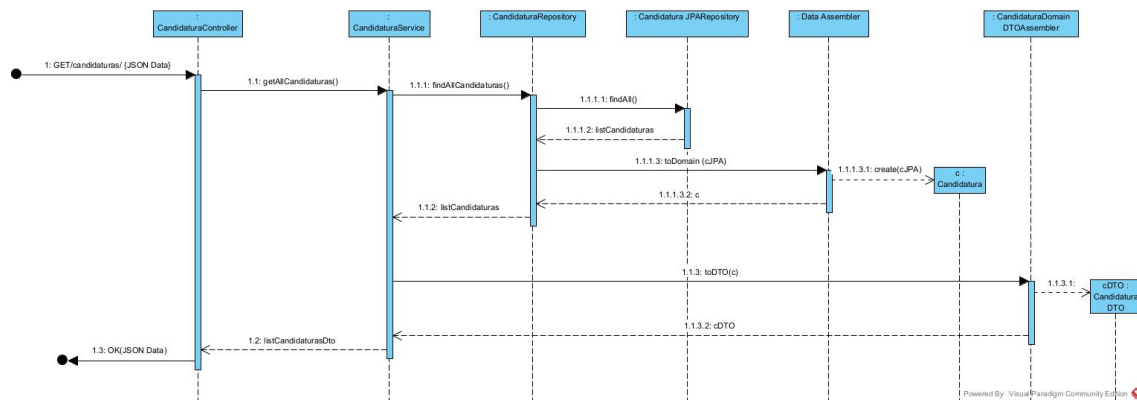 :
CandidaturaController
:
CandidaturaService
: CandidaturaRepository
: Candidatura JPARepository
: Data Assembler
: CandidaturaDomain
DTOAssembler
1: GET/candidaturas/ {JSON Data}
1.1: getAllCandidaturas()
1.1.1: findAllCandidaturas()
1.1.1.1: findAll()
1.1.1.2: listCandidaturas
1.1.1.3: toDomain (cJPA)
1.1.1.3.1: create(cJPA)
c :
Candidatura
1.1.1.3.2: c
1.1.2: listCandidaturas
1.1.3: toDTO(c)
1.1.3.1:
cDTO :
Candidatura
DTO
1.1.3.2: cDTO
1.2: listCandidaturasDto
1.3: OK(JSON Data)
Powered By: Visual Paradigm Community Edition